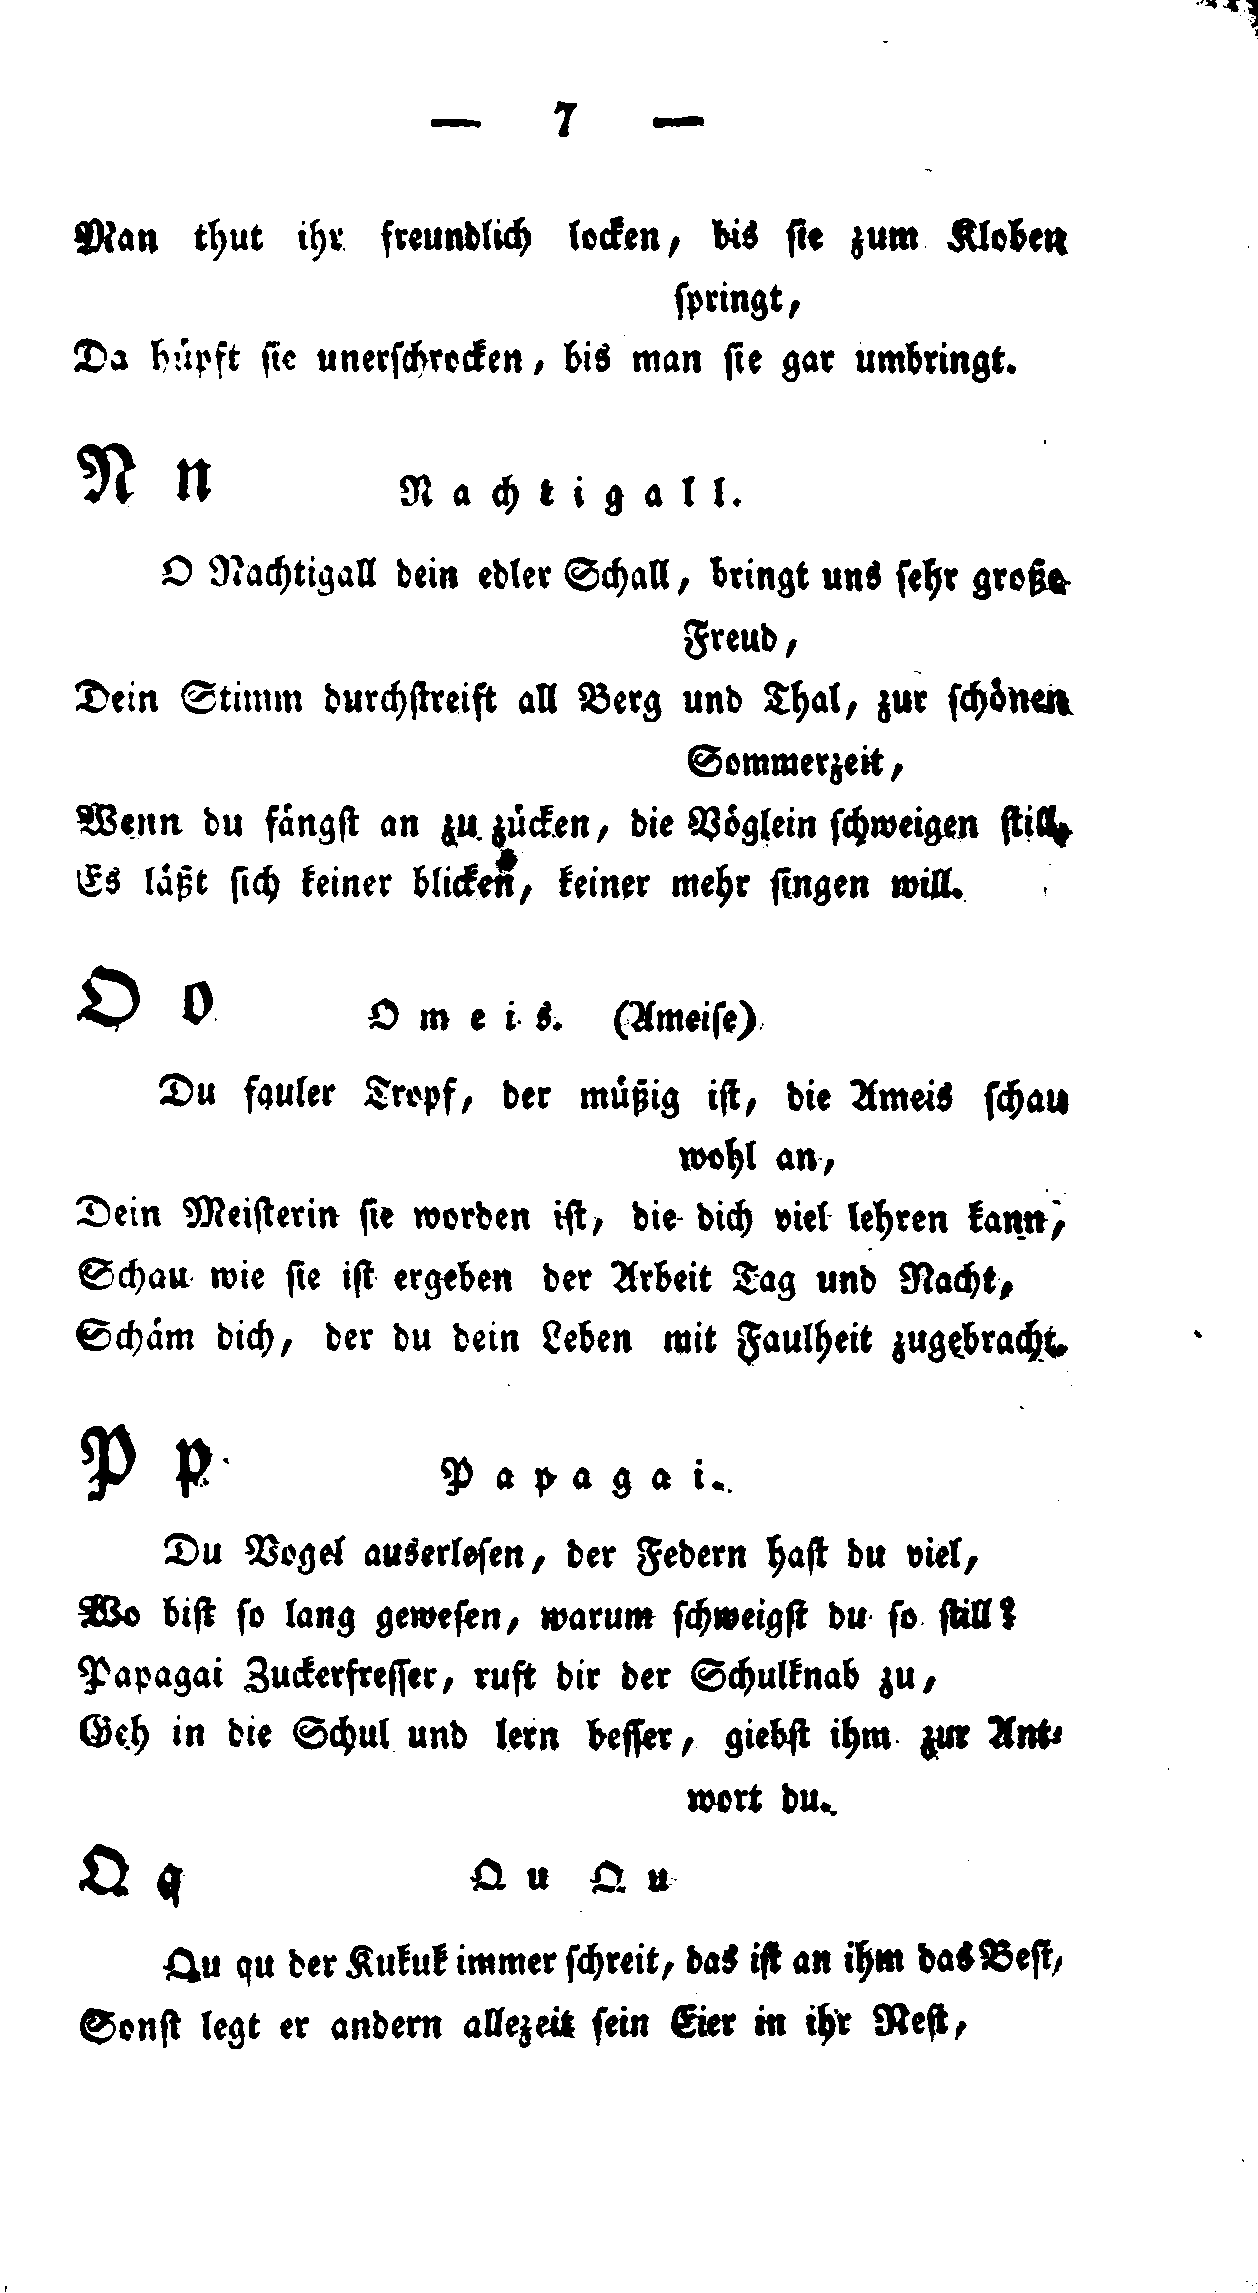 — 7 —
Man thut ihr freundlich locken, bis sie zum Kloben
springt,
Da hüpft sie unerschrocken, bis man sie gar umbringt.
N n Nachtigall.
O Nachtigall dein edler Schall, bringt uns sehr große
Freud,
Dein Stimm durchstreift all Berg und Thal, zur schönen
Sommerzeit,
Wenn du fängst an zu zücken, die Vöglein schweigen still,
Es läßt sich keiner blicken, keiner mehr singen will.
O o Omeis. (Ameise)
Du fauler Tropf, der müßig ist, die Ameis schau
wohl an,
Dein Meisterin sie worden ist, die dich viel lehren kann,
Schau wie sie ist ergeben der Arbeit Tag und Nacht,
Schäm dich, der du dein Leben mit Faulheit zugebracht.
P p Papagai.
Du Vogel auserlesen, der Federn hast du viel,
Wo bist so lang gewesen, warum schweigst du so still?
Papagai Zuckerfresser, ruft dir der Schulknab zu,
Geh in die Schul und lern besser, giebst ihm zur Ant-
wort du.
Q q Qu Qu
Qu qu der Kukuk immer schreit, das ist an ihm das Best,
Sonst legt er andern allezeit sein Eier in ihr Nest,